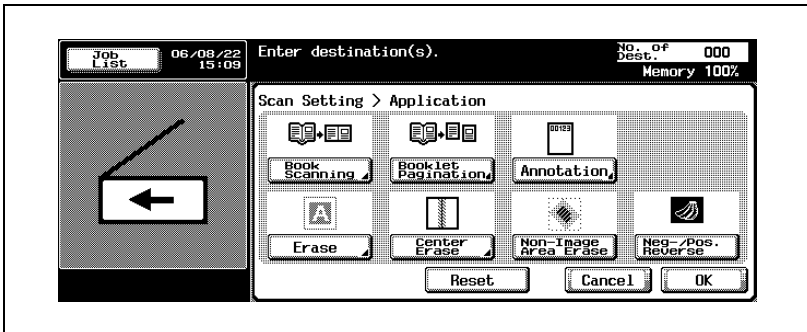 Job
List
06/08/22
15:09
Enter destination(s).
No. of
Dest.
000
Memory 100%
Scan Setting > Application
Book
Scanning
Booklet
Pagination
00123
Annotation
A
Erase
Center
Erase
Non-Image
Area Erase
Neg-/Pos.
Reverse
Reset
Cancel
OK